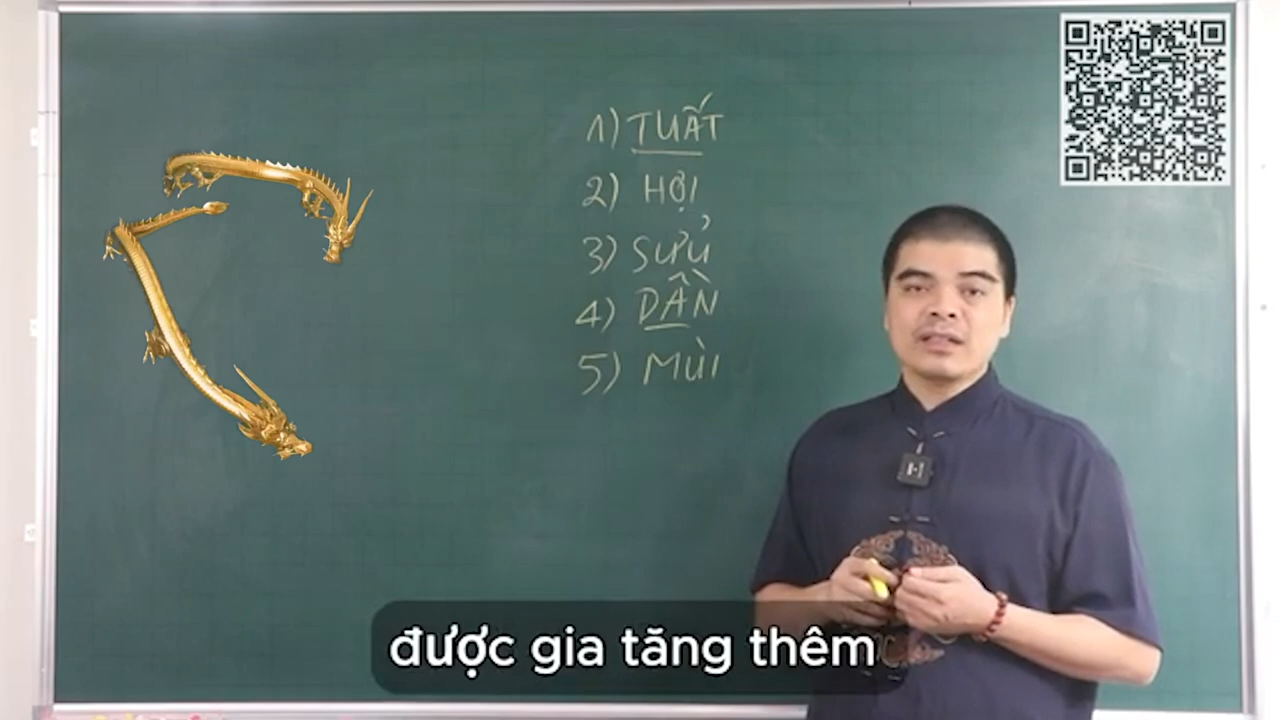 1) TUẤT
2) HỢI
3) SỬU
4) DẦN
5) MÙI
được gia tăng thêm